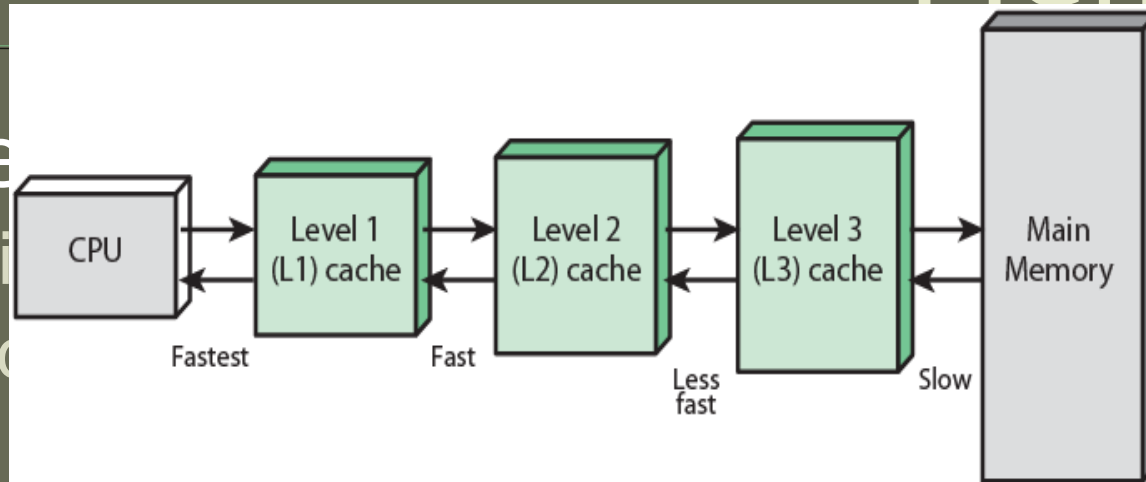 CPU
Level 1
(L1) cache
Level 2
(L2) cache
Level 3
(L3) cache
Main
Memory
Fastest
Fast
Less
fast
Slow